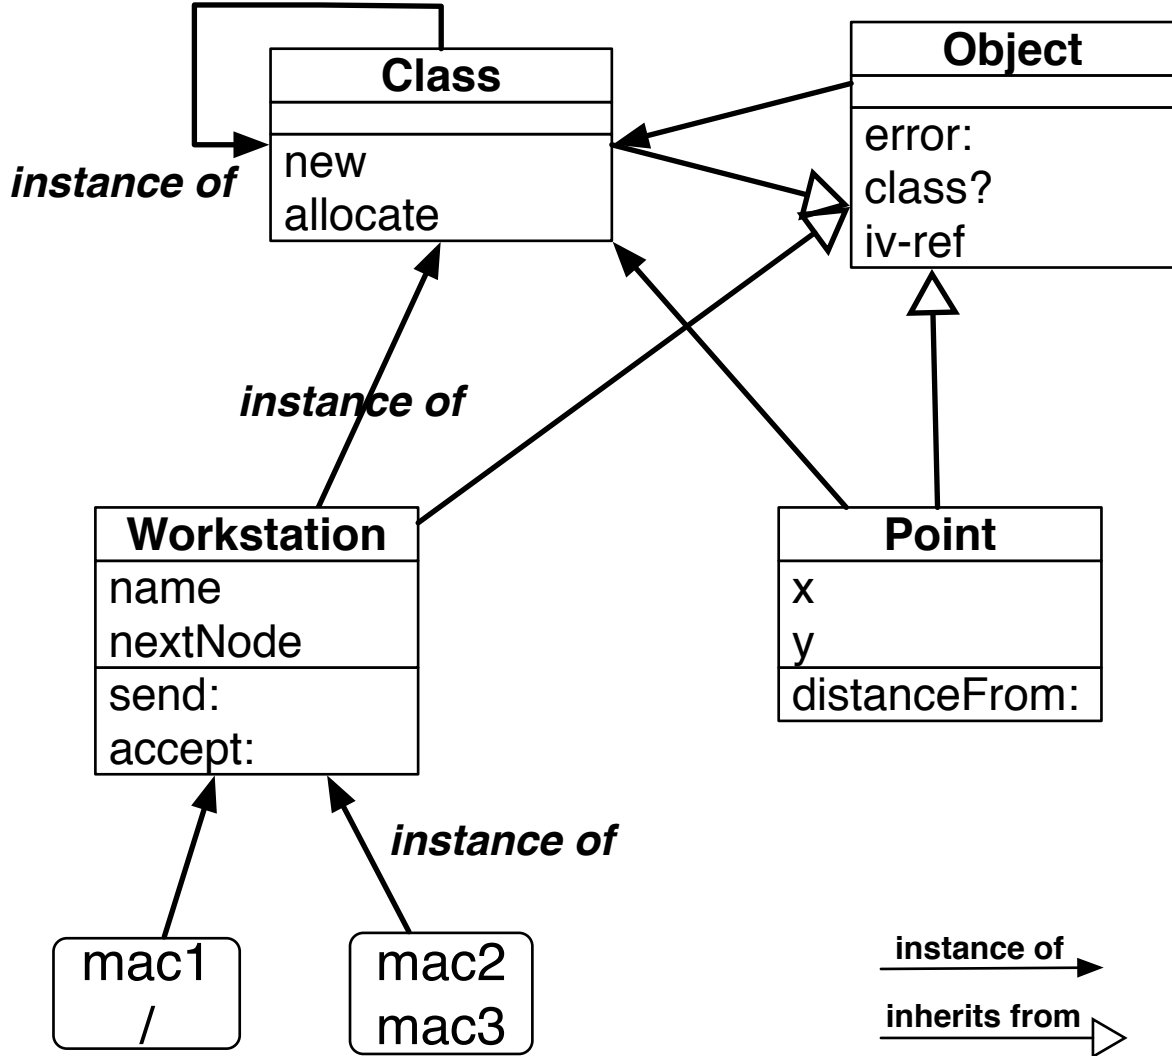 Class
new
allocate
Object
error:
class?
iv-ref
instance of
instance of
Workstation
name
nextNode
send:
accept:
Point
x
y
distanceFrom:
instance of
mac1
/
mac2
mac3
instance of
inherits from